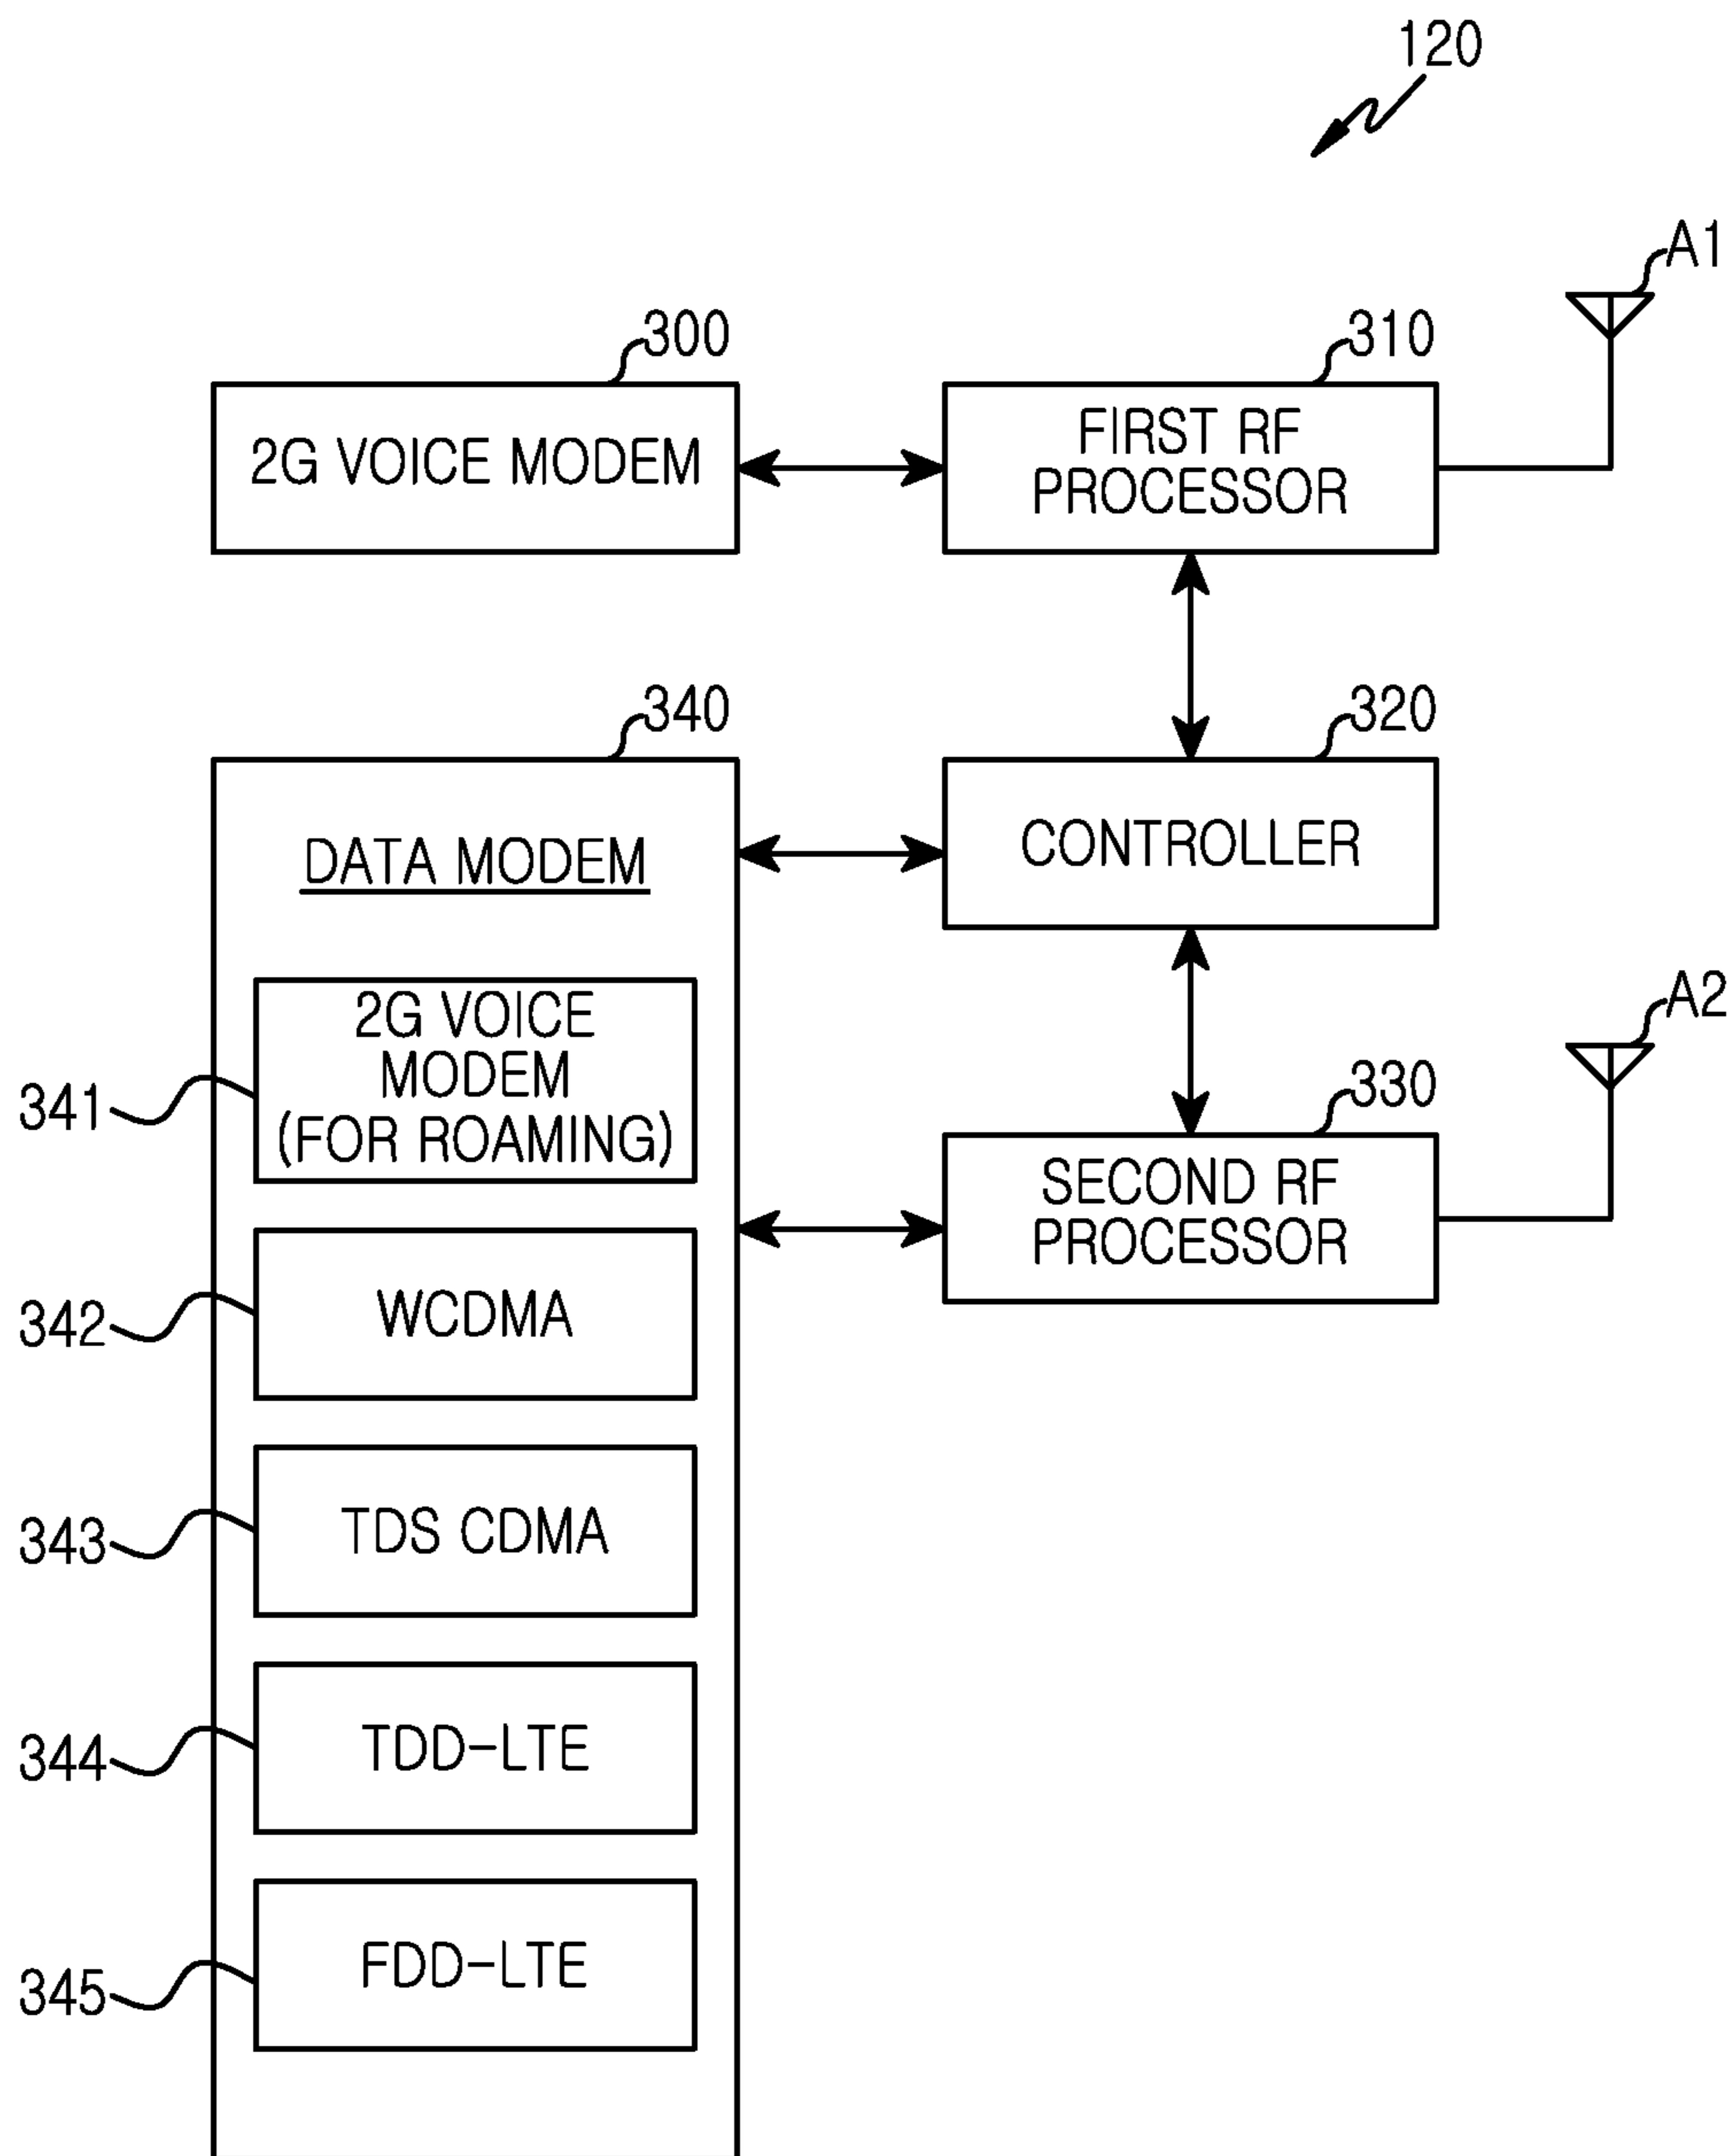 120
A1
300
310
2G VOICE MODEM
FIRST RF
PROCESSOR
340
320
DATA MODEM
CONTROLLER
A2
2G VOICE
MODEM
(FOR ROAMING)
341
330
SECOND RF
PROCESSOR
342
WCDMA
343
TDS CDMA
344
TDD-LTE
345
FDD-LTE